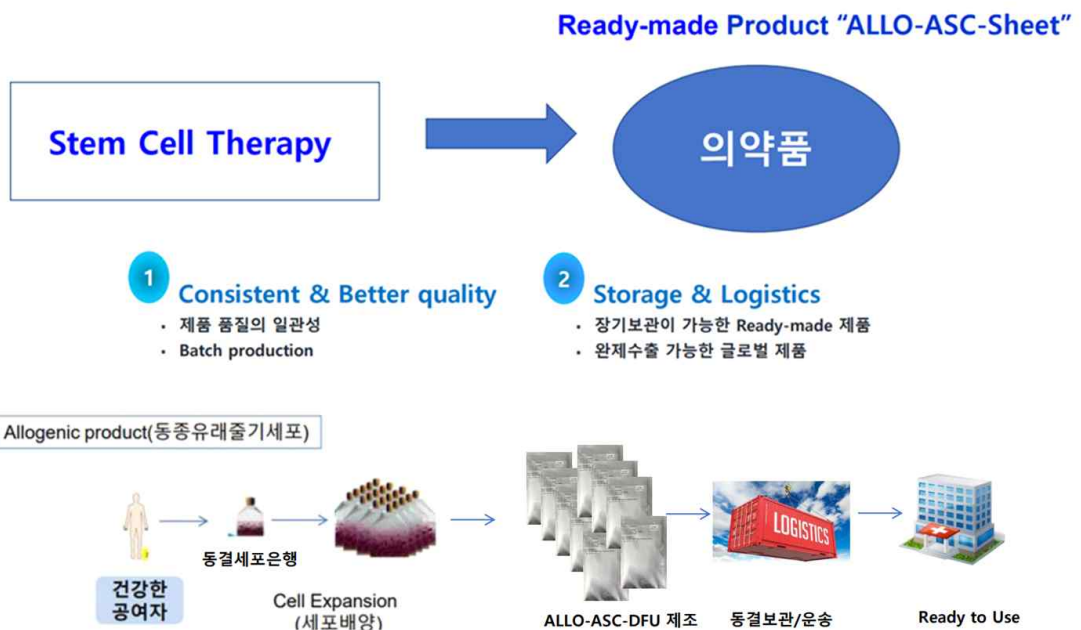 Ready-made Product “ALLO-ASC-Sheet”
Stem Cell Therapy
의약품
1
Consistent & Better quality
• 제품 품질의 일관성
• Batch production
2
Storage & Logistics
• 장기보관이 가능한 Ready-made 제품
• 완제수출 가능한 글로벌 제품
Allogenic product(동종유래줄기세포)
건강한
공여자
동결세포은행
Cell Expansion
(세포배양)
ALLO-ASC-DFU 제조
LOGISTICS
동결보관/운송
Ready to Use